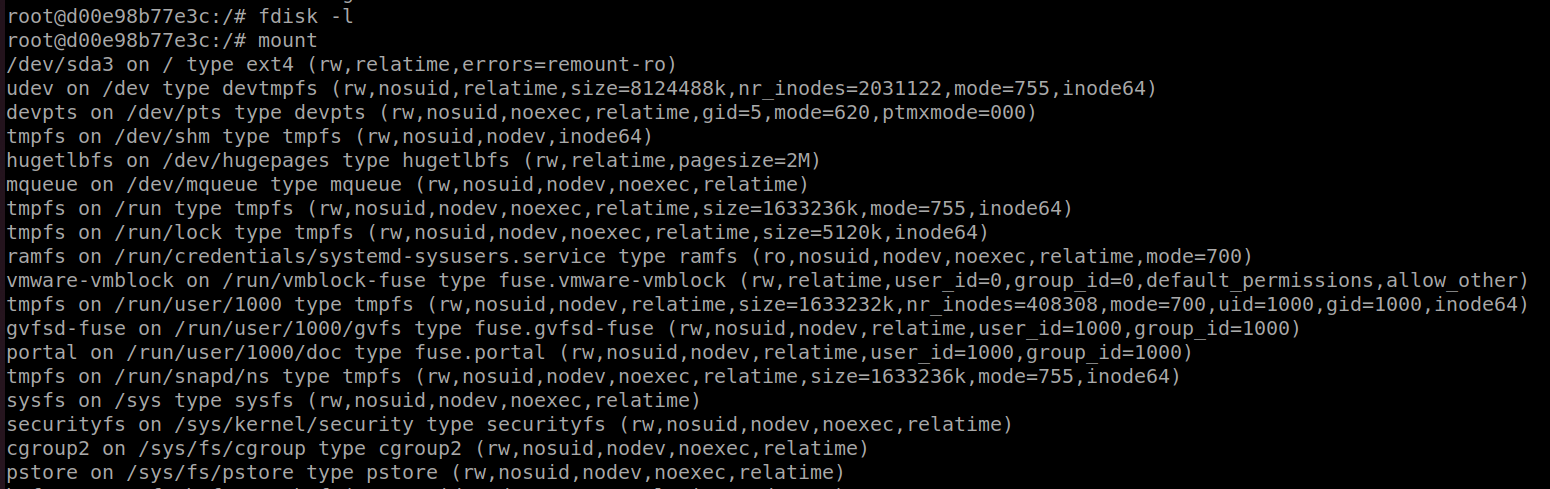 root@d00e98b77e3c:/# fdisk -l
root@d00e98b77e3c:/# mount
/dev/sda3 on / type ext4 (rw,relatime,errors=remount-ro)
udev on /dev type devtmpfs (rw,nosuid,relatime,size=8124488k,nr_inodes=2031122,mode=755,inode64)
devpts on /dev/pts type devpts (rw,nosuid,noexec,relatime,gid=5,mode=620,ptmxmode=000)
tmpfs on /dev/shm type tmpfs (rw,nosuid,nodev,inode64)
hugetlbfs on /dev/hugepages type hugetlbfs (rw,relatime,pagesize=2M)
mqueue on /dev/mqueue type mqueue (rw,nosuid,nodev,noexec,relatime)
tmpfs on /run type tmpfs (rw,nosuid,nodev,noexec,relatime,size=1633236k,mode=755,inode64)
tmpfs on /run/lock type tmpfs (rw,nosuid,nodev,noexec,relatime,size=5120k,inode64)
ramfs on /run/credentials/systemd-sysusers.service type ramfs (ro,nosuid,nodev,noexec,relatime,mode=700)
vmware-vmblock on /run/vmblock-fuse type fuse.vmware-vmblock (rw,relatime,user_id=0,group_id=0,default_permissions,allow_other)
tmpfs on /run/user/1000 type tmpfs (rw,nosuid,nodev,relatime,size=1633232k,nr_inodes=408308,mode=700,uid=1000,gid=1000,inode64)
gvfsd-fuse on /run/user/1000/gvfs type fuse.gvfsd-fuse (rw,nosuid,nodev,relatime,user_id=1000,group_id=1000)
portal on /run/user/1000/doc type fuse.portal (rw,nosuid,nodev,relatime,user_id=1000,group_id=1000)
tmpfs on /run/snapd/ns type tmpfs (rw,nosuid,nodev,noexec,relatime,size=1633236k,mode=755,inode64)
sysfs on /sys type sysfs (rw,nosuid,nodev,noexec,relatime)
securityfs on /sys/kernel/security type securityfs (rw,nosuid,nodev,noexec,relatime)
cgroup2 on /sys/fs/cgroup type cgroup2 (rw,nosuid,nodev,noexec,relatime)
pstore on /sys/fs/pstore type pstore (rw,nosuid,nodev,noexec,relatime)